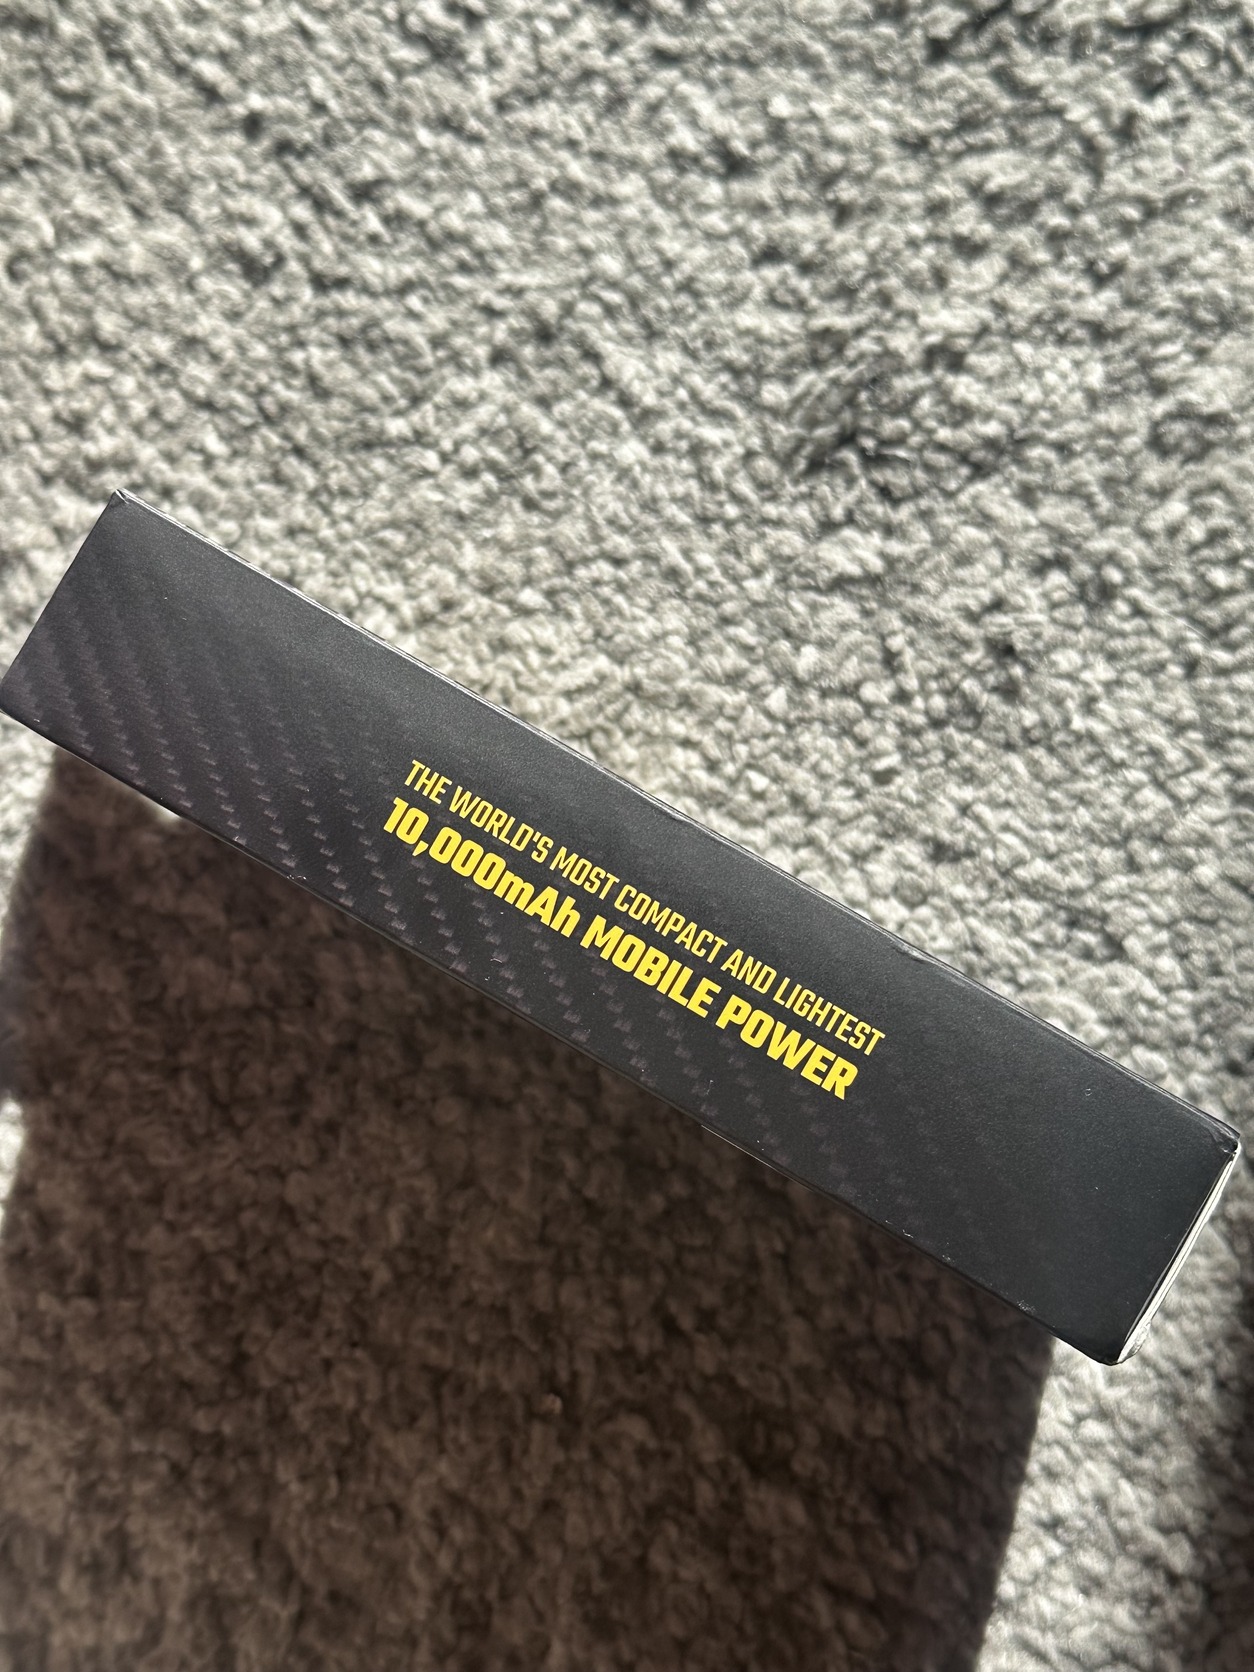 THE WORLD'S MOST COMPACT AND LIGHTEST
10,000mAh MOBILE POWER